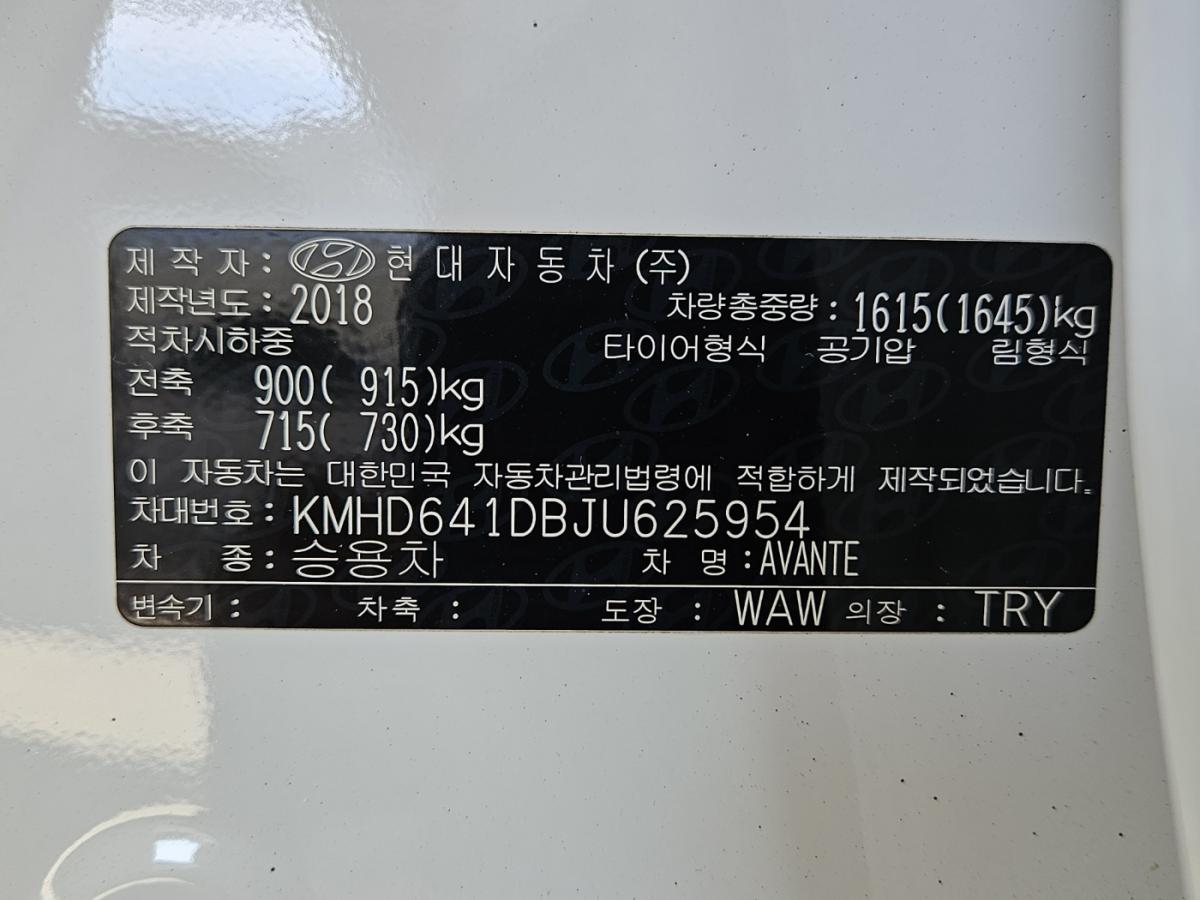 제 작 자 : 현 대 자 동 차 (주)
제작년도 : 2018 차량총중량 : 1615(1645)kg
적차시하중 타이어형식 공기압 림형식
전축 900( 915)kg
후축 715( 730)kg
이 자동차는 대한민국 자동차관리법령에 적합하게 제작되었습니다.
차대번호 : KMHD641DBJU625954
차 종 : 승용차 차 명 : AVANTE
변속기 : 차축 : 도장 : WAW 의장 : TRY